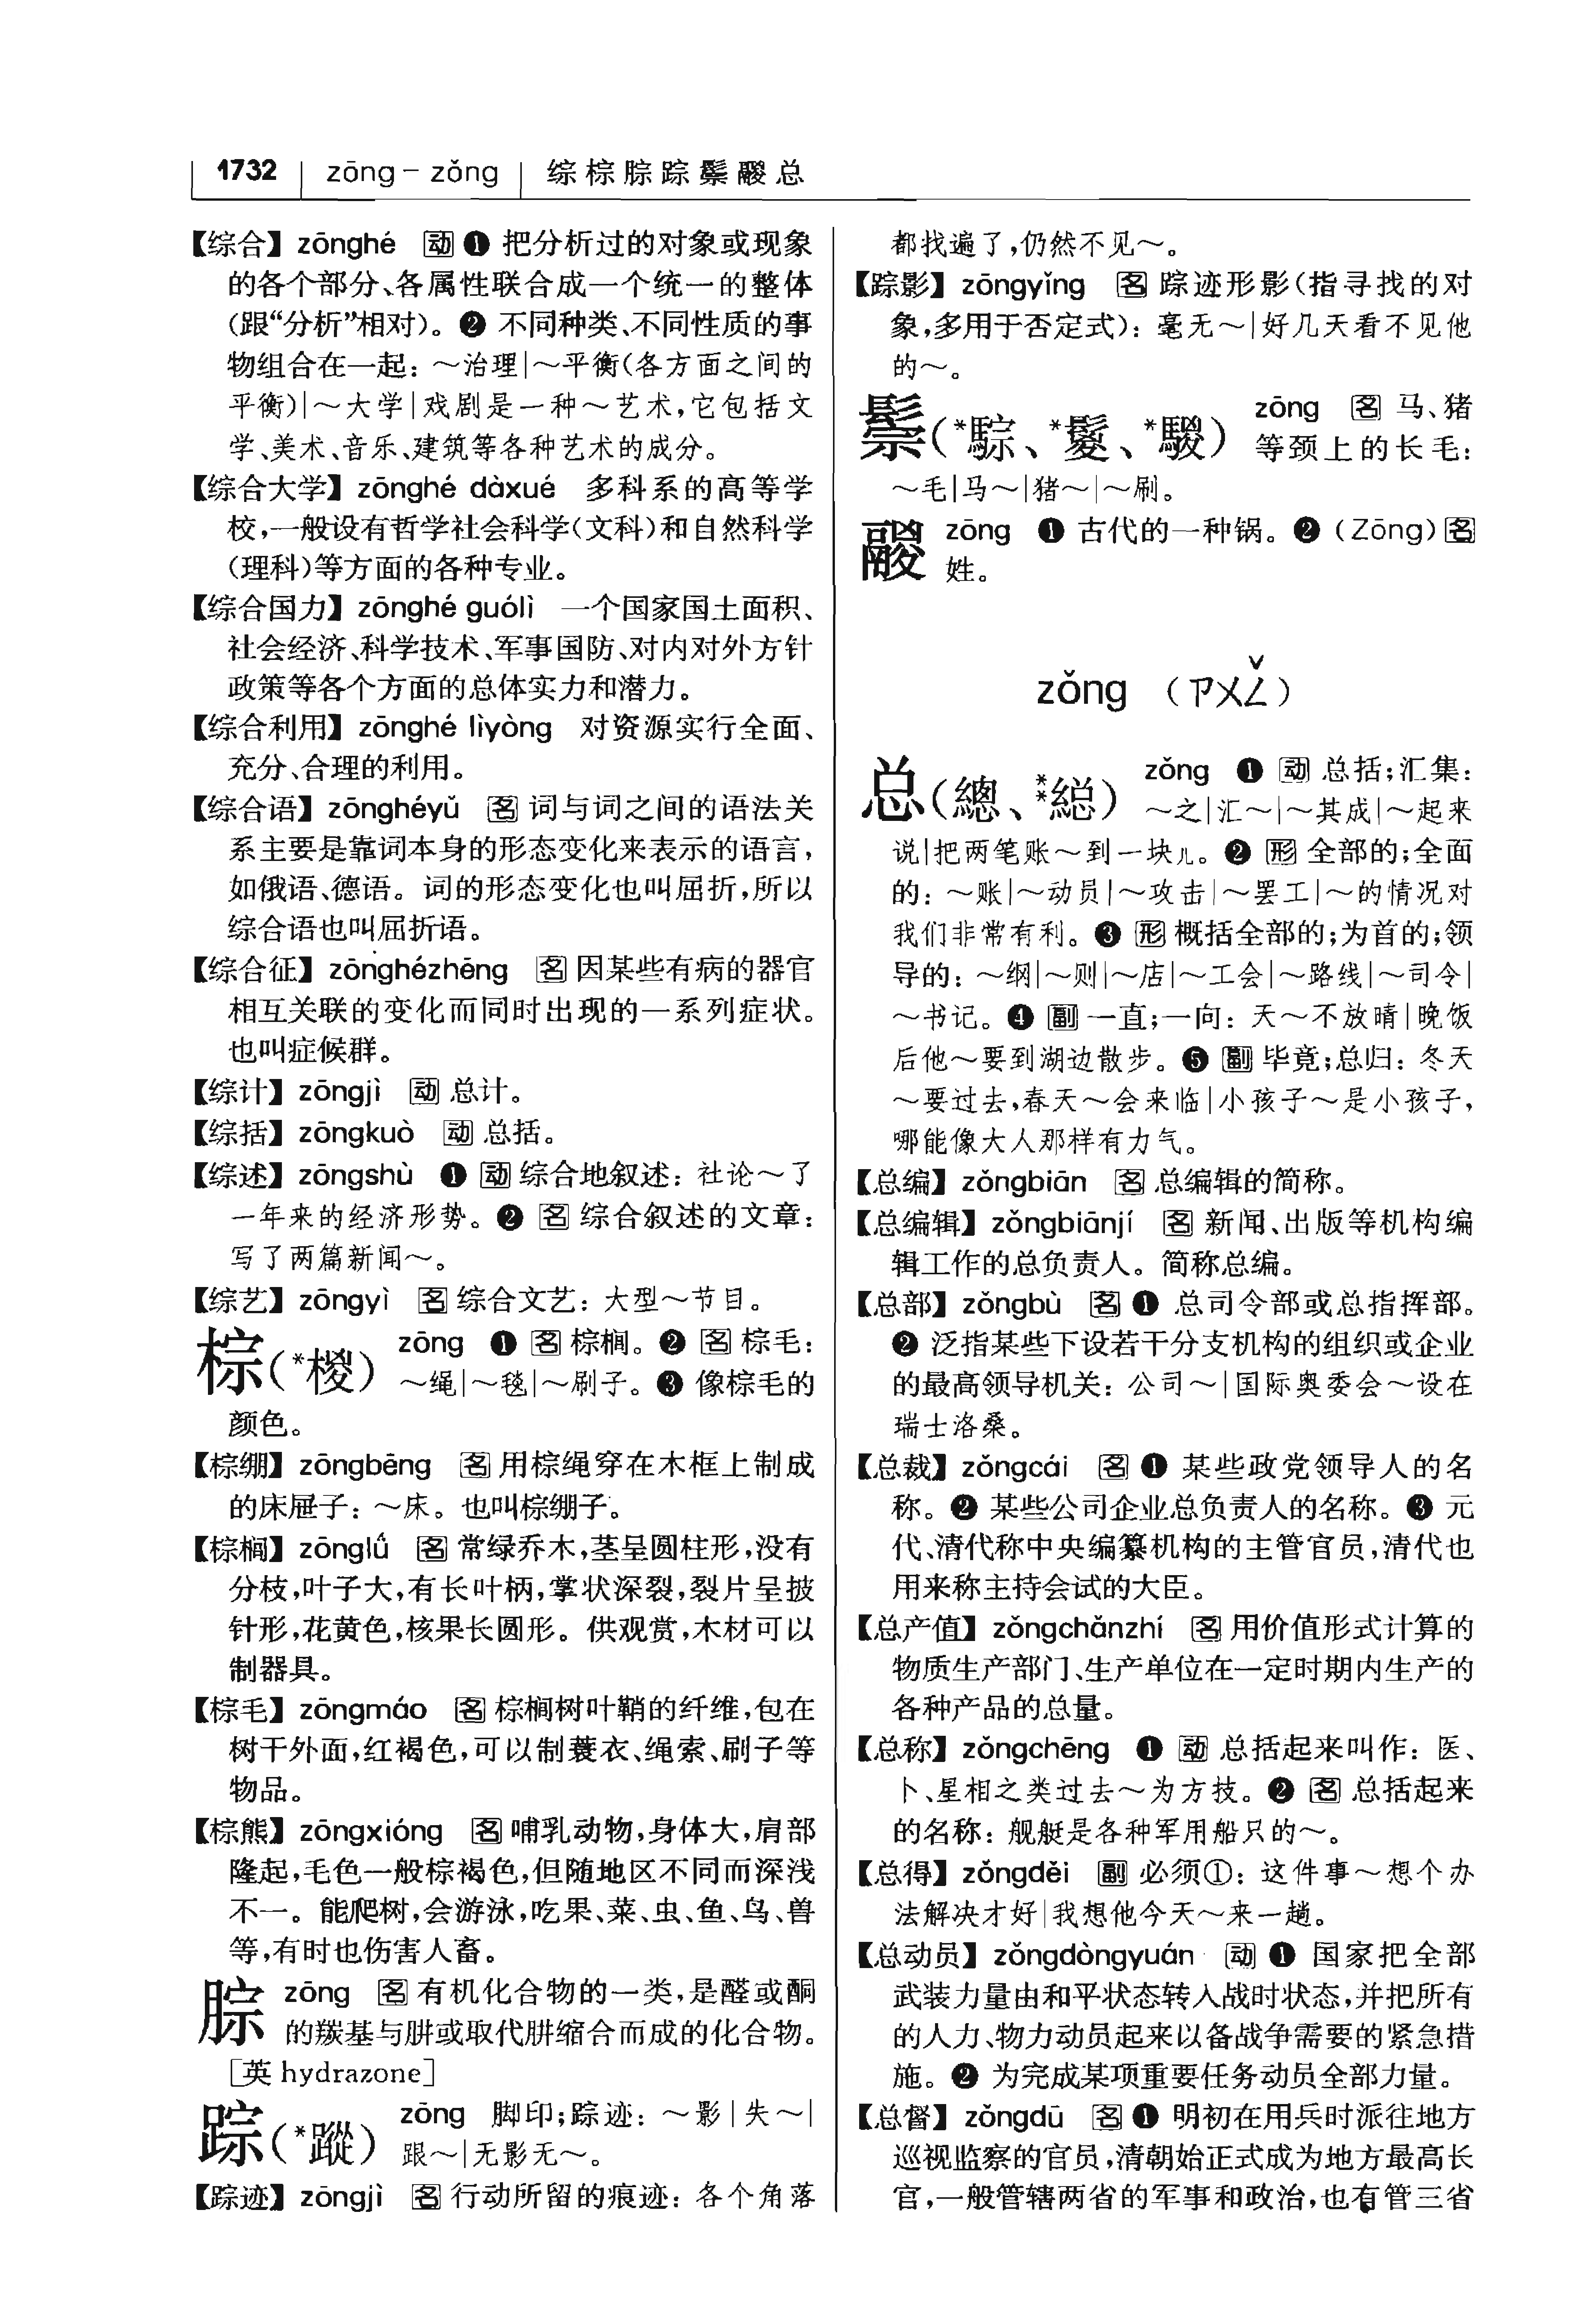 1732 zōng－zǒng 综棕腙踪鬃鬷总
【综合】zōnghé 动❶ 把分析过的对象或现象
的各个部分、各属性联合成一个统一的整体
（跟“分析”相对）。❷ 不同种类、不同性质的事
物组合在一起：～治理|～平衡（各方面之间的
平衡）|～大学|戏剧是一种～艺术，它包括文
学、美术、音乐、建筑等各种艺术的成分。
【综合大学】zōnghé dàxué 多科系的高等学
校，一般设有哲学社会科学（文科）和自然科学
（理科）等方面的各种专业。
【综合国力】zōnghé guólì 一个国家国土面积、
社会经济、科学技术、军事国防、对内对外方针
政策等各个方面的总体实力和潜力。
【综合利用】zōnghé lìyòng 对资源实行全面、
充分、合理的利用。
【综合语】zōnghéyǔ 名 词与词之间的语法关
系主要是靠词本身的形态变化来表示的语言，
如俄语、德语。词的形态变化也叫屈折，所以
综合语也叫屈折语。
【综合征】zōnghézhēng 名 因某些有病的器官
相互关联的变化而同时出现的一系列症状。
也叫症候群。
【综计】zōngjì 动 总计。
【综括】zōngkuò 动 总括。
【综述】zōngshù ❶ 动 综合地叙述：社论～了
一年来的经济形势。❷ 名 综合叙述的文章：
写了两篇新闻～。
【综艺】zōngyì 名 综合文艺：大型～节目。
棕（*椶） zōng ❶ 名 棕榈。❷ 名 棕毛：
～绳|～毯|～刷子。❸ 像棕毛的
颜色。
【棕绷】zōngbēng 名 用棕绳穿在木框上制成
的床屉子：～床。也叫棕绷子。
【棕榈】zōnglǘ 名 常绿乔木，茎呈圆柱形，没有
分枝，叶子大，有长叶柄，掌状深裂，裂片呈披
针形，花黄色，核果长圆形。供观赏，木材可以
制器具。
【棕毛】zōngmáo 名 棕榈树叶鞘的纤维，包在
树干外面，红褐色，可以制蓑衣、绳索、刷子等
物品。
【棕熊】zōngxióng 名 哺乳动物，身体大，肩部
隆起，毛色一般棕褐色，但随地区不同而深浅
不一。能爬树，会游泳，吃果、菜、虫、鱼、鸟、兽
等，有时也伤害人畜。
腙 zōng 名 有机化合物的一类，是醛或酮
的羰基与肼或取代肼缩合而成的化合物。
［英 hydrazone］
踪（*蹤） zōng 脚印；踪迹：～影|失～|
跟～|无影无～。
【踪迹】zōngjì 名 行动所留的痕迹：各个角落
都找遍了，仍然不见～。
【踪影】zōngyǐng 名 踪迹形影（指寻找的对
象，多用于否定式）：毫无～|好几天看不见他
的～。
鬃（*騌、*鬉、*騣） zōng 名 马、猪
等颈上的长毛：
～毛|马～|猪～|～刷。
鬷 zōng ❶ 古代的一种锅。❷（Zōng）名
姓。
zǒng （ㄗㄨㄥˇ）
总（總、**緫） zǒng ❶ 动 总括；汇集：
～之|汇～|～其成|～起来
说|把两笔账～到一块儿。❷ 形 全部的；全面
的：～账|～动员|～攻击|～罢工|～的情况对
我们非常有利。❸ 形 概括全部的；为首的；领
导的：～纲|～则|～店|～工会|～路线|～司令|
～书记。❹ 副 一直；一向：天～不放晴|晚饭
后他～要到湖边散步。❺ 副 毕竟；总归：冬天
～要过去，春天～会来临|小孩子～是小孩子，
哪能像大人那样有力气。
【总编】zǒngbiān 名 总编辑的简称。
【总编辑】zǒngbiānjí 名 新闻、出版等机构编
辑工作的总负责人。简称总编。
【总部】zǒngbù 名 ❶ 总司令部或总指挥部。
❷ 泛指某些下设若干分支机构的组织或企业
的最高领导机关：公司～|国际奥委会～设在
瑞士洛桑。
【总裁】zǒngcái 名 ❶ 某些政党领导人的名
称。❷ 某些公司企业总负责人的名称。❸ 元
代、清代称中央编纂机构的主管官员，清代也
用来称主持会试的大臣。
【总产值】zǒngchǎnzhí 名 用价值形式计算的
物质生产部门、生产单位在一定时期内生产的
各种产品的总量。
【总称】zǒngchēng ❶ 动 总括起来叫作：医、
卜、星相之类过去～为方技。❷ 名 总括起来
的名称：舰艇是各种军用船只的～。
【总得】zǒngděi 副 必须①：这件事～想个办
法解决才好|我想他今天～来一趟。
【总动员】zǒngdòngyuán 动 ❶ 国家把全部
武装力量由和平状态转入战时状态，并把所有
的人力、物力动员起来以备战争需要的紧急措
施。❷ 为完成某项重要任务动员全部力量。
【总督】zǒngdū 名 ❶ 明初在用兵时派往地方
巡视监察的官员，清朝始正式成为地方最高长
官，一般管辖两省的军事和政治，也有管三省